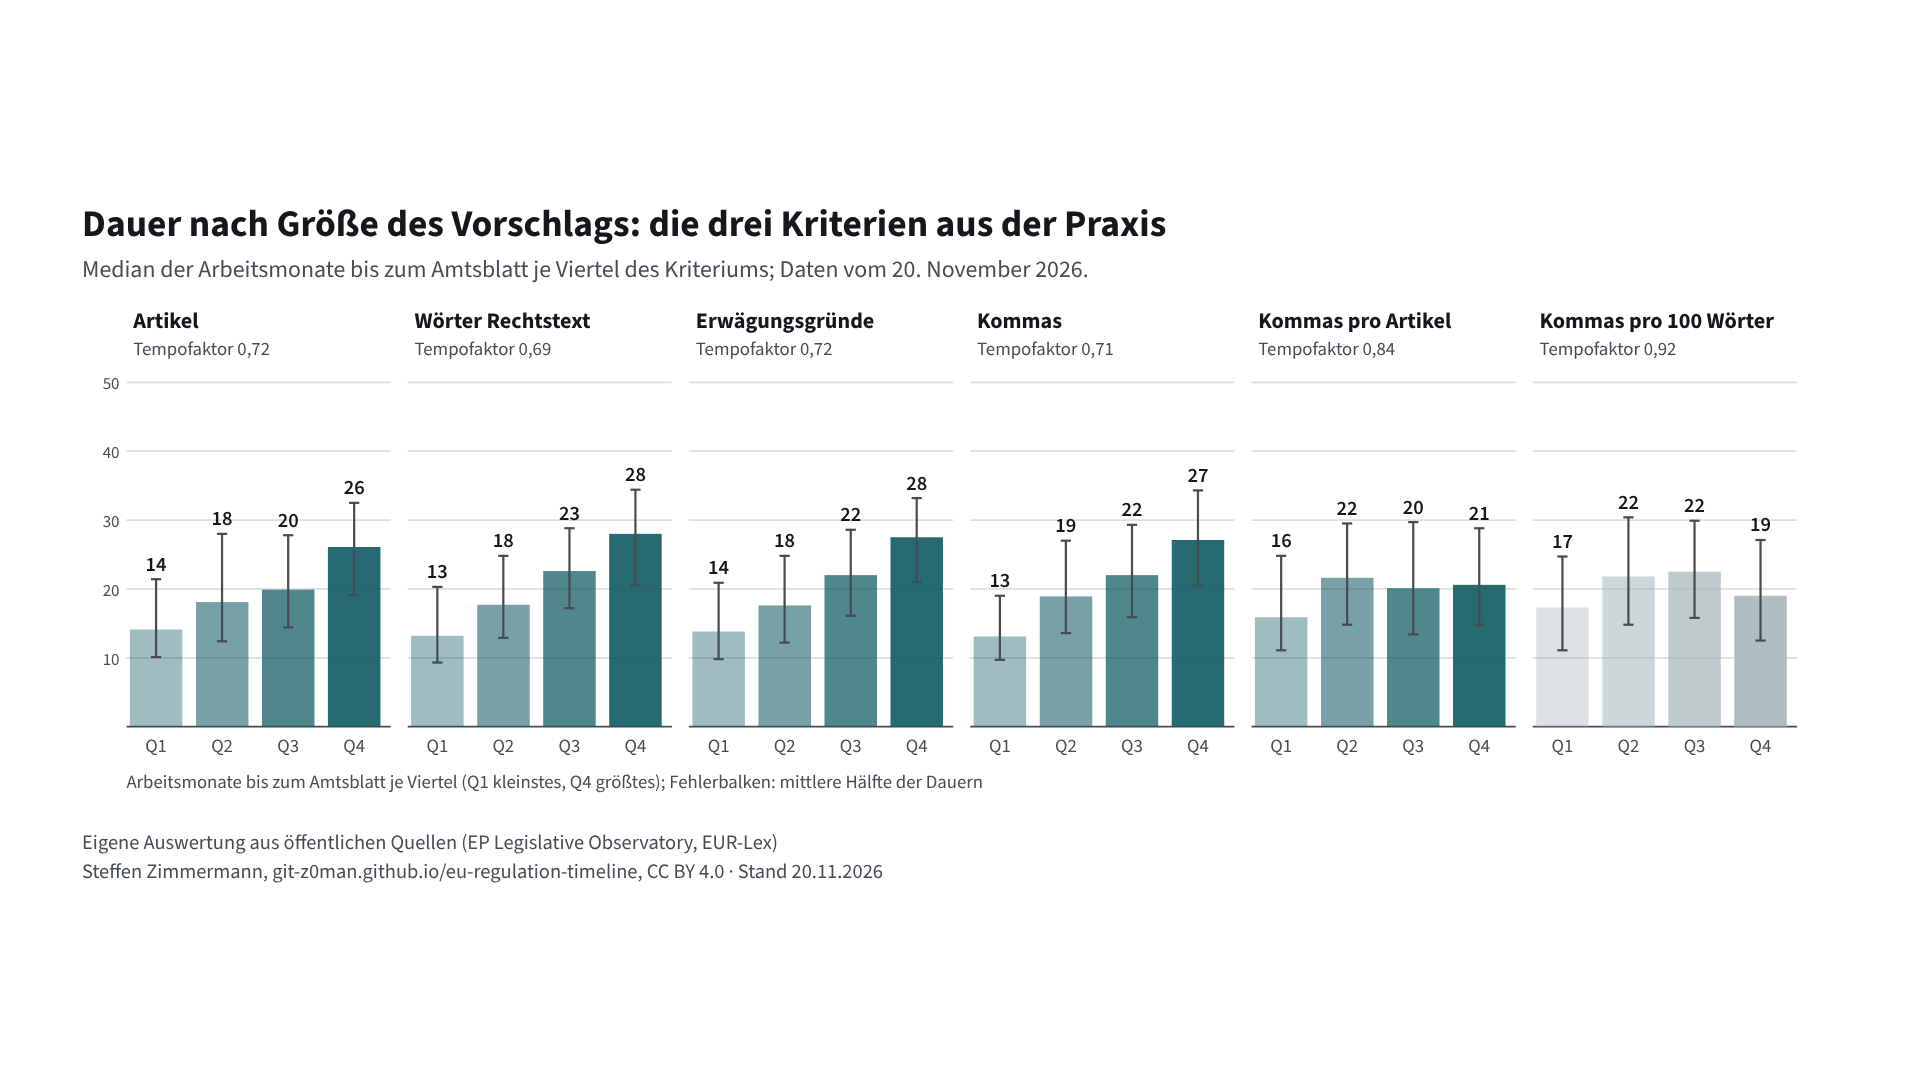 Dauer nach Größe des Vorschlags: die drei Kriterien aus der Praxis
Median der Arbeitsmonate bis zum Amtsblatt je Viertel des Kriteriums; Daten vom 20. November 2026.
Artikel
Tempofaktor 0,72
Wörter Rechtstext
Tempofaktor 0,69
Erwägungsgründe
Tempofaktor 0,72
Kommas
Tempofaktor 0,71
Kommas pro Artikel
Tempofaktor 0,84
Kommas pro 100 Wörter
Tempofaktor 0,92
50
40
30
20
10
14 18 20 26
13 18 23 28
14 18 22 28
13 19 22 27
16 22 20 21
17 22 22 19
Q1 Q2 Q3 Q4
Q1 Q2 Q3 Q4
Q1 Q2 Q3 Q4
Q1 Q2 Q3 Q4
Q1 Q2 Q3 Q4
Q1 Q2 Q3 Q4
Arbeitsmonate bis zum Amtsblatt je Viertel (Q1 kleinstes, Q4 größtes); Fehlerbalken: mittlere Hälfte der Dauern
Eigene Auswertung aus öffentlichen Quellen (EP Legislative Observatory, EUR-Lex)
Steffen Zimmermann, git-z0man.github.io/eu-regulation-timeline, CC BY 4.0 · Stand 20.11.2026